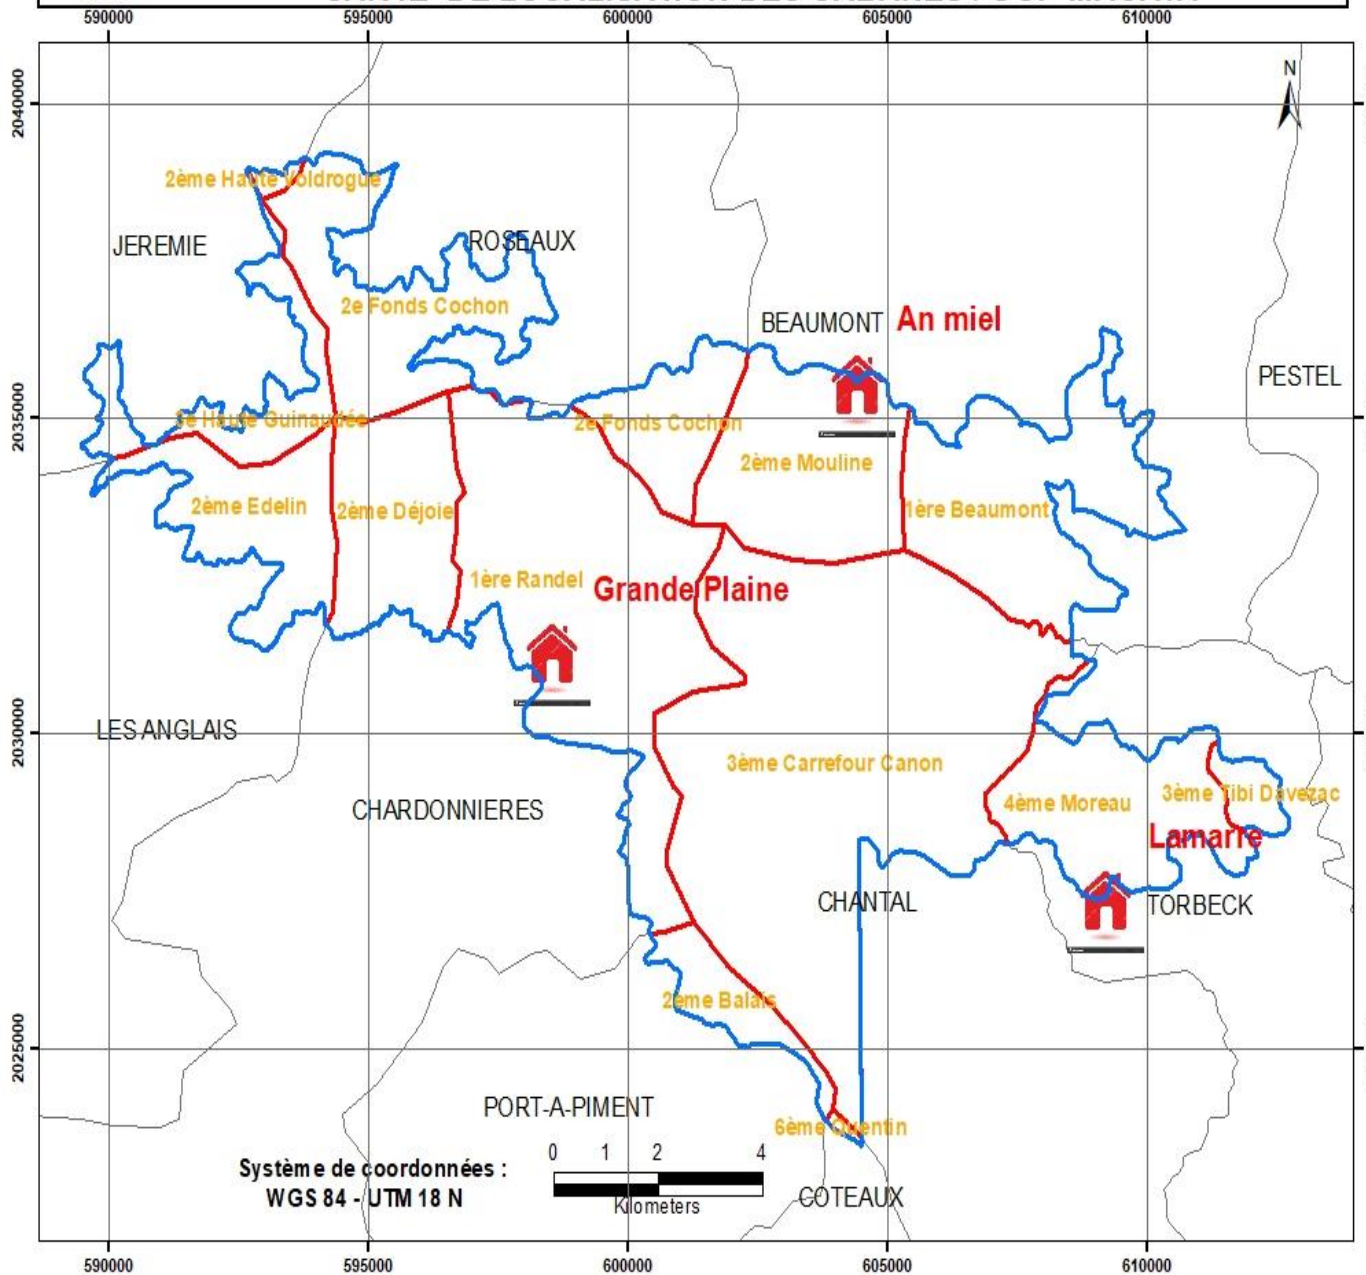 590000 595000 600000 605000 610000
N
2040000
2ème Haute Voldrogue
JEREMIE
ROSEAUX
2e Fonds Cochon
BEAUMONT
An miel
PESTEL
2035000
3e Haute Guinaudée
2e Fonds Cochon
2ème Mouline
2ème Edelin
2ème Déjoie
1ère Beaumont
1ère Randel
Grande Plaine
2030000
LES ANGLAIS
3ème Carrefour Canon
CHARDONNIERES
4ème Moreau
3ème Tibi Davezac
Lamarre
CHANTAL
TORBECK
2ème Balais
2025000
PORT-A-PIMENT
6ème Quentin
Système de coordonnées :
WGS 84 - UTM 18 N
0 1 2 4
Kilometers
COTEAUX
590000 595000 600000 605000 610000